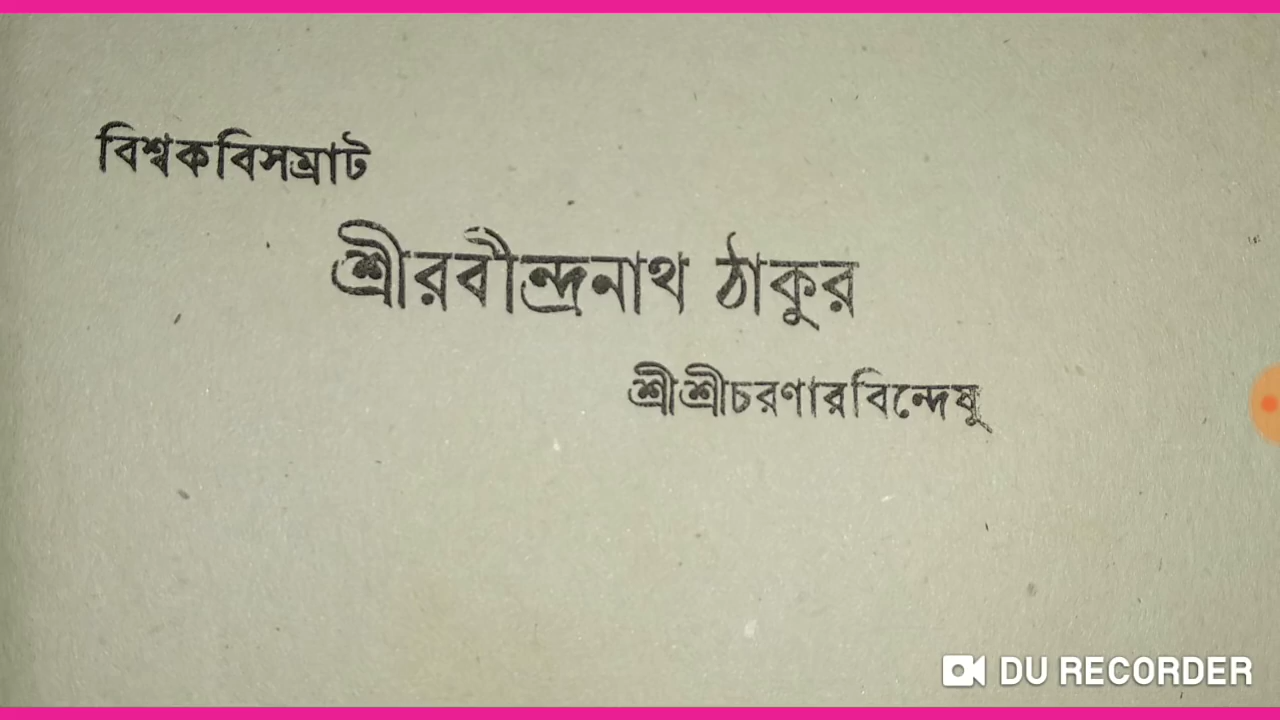 বিশ্বকবিসম্রাট
শ্রীরবীন্দ্রনাথ ঠাকুর
শ্রীশ্রীচরণারবিন্দেষু
DU RECORDER